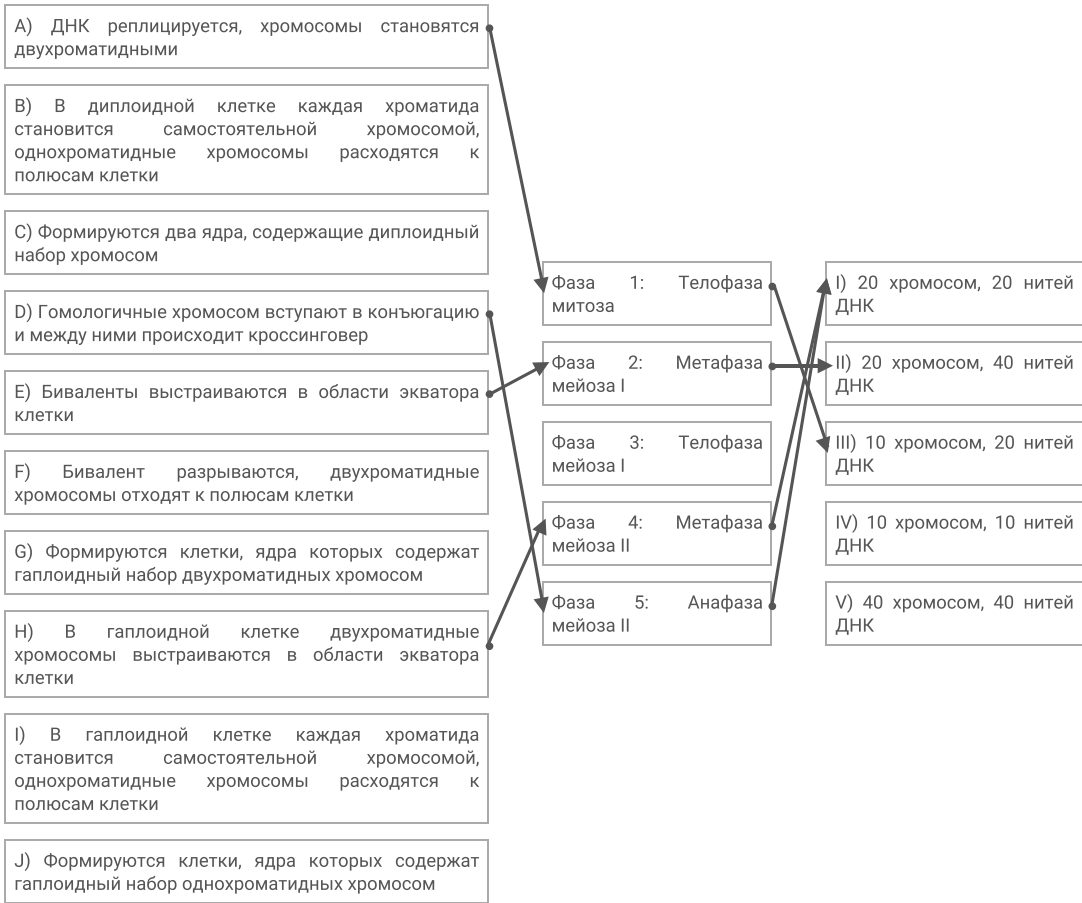 A) ДНК реплицируется, хромосомы становятся
двухроматидными
B) В диплоидной клетке каждая хроматида
становится самостоятельной хромосомой,
однохроматидные хромосомы расходятся к
полюсам клетки
C) Формируются два ядра, содержащие диплоидный
набор хромосом
D) Гомологичные хромосом вступают в конъюгацию
и между ними происходит кроссинговер
E) Биваленты выстраиваются в области экватора
клетки
F) Бивалент разрываются, двухроматидные
хромосомы отходят к полюсам клетки
G) Формируются клетки, ядра которых содержат
гаплоидный набор двухроматидных хромосом
H) В гаплоидной клетке двухроматидные
хромосомы выстраиваются в области экватора
клетки
I) В гаплоидной клетке каждая хроматида
становится самостоятельной хромосомой,
однохроматидные хромосомы расходятся к
полюсам клетки
J) Формируются клетки, ядра которых содержат
гаплоидный набор однохроматидных хромосом
Фаза 1: Телофаза
митоза
Фаза 2: Метафаза
мейоза I
Фаза 3: Телофаза
мейоза I
Фаза 4: Метафаза
мейоза II
Фаза 5: Анафаза
мейоза II
I) 20 хромосом, 20 нитей
ДНК
II) 20 хромосом, 40 нитей
ДНК
III) 10 хромосом, 20 нитей
ДНК
IV) 10 хромосом, 10 нитей
ДНК
V) 40 хромосом, 40 нитей
ДНК